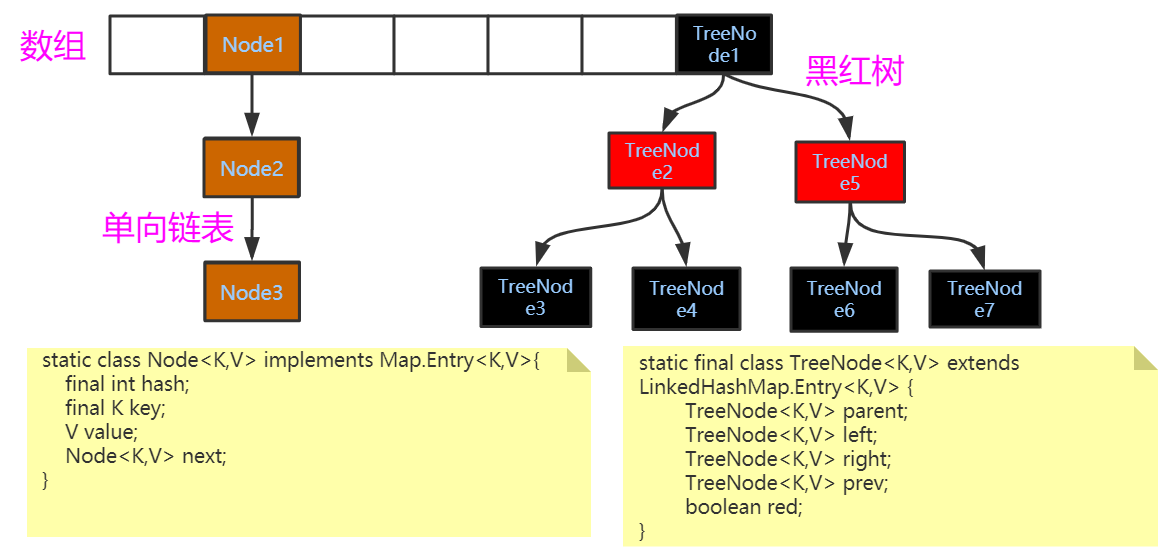 数组
Node1
TreeNo
de1
黑红树
Node2
TreeNod
e2
TreeNod
e5
单向链表
Node3
TreeNod
e3
TreeNod
e4
TreeNod
e6
TreeNod
e7
static class Node<K,V> implements Map.Entry<K,V>{
final int hash;
final K key;
V value;
Node<K,V> next;
}
static final class TreeNode<K,V> extends
LinkedHashMap.Entry<K,V> {
TreeNode<K,V> parent;
TreeNode<K,V> left;
TreeNode<K,V> right;
TreeNode<K,V> prev;
boolean red;
}